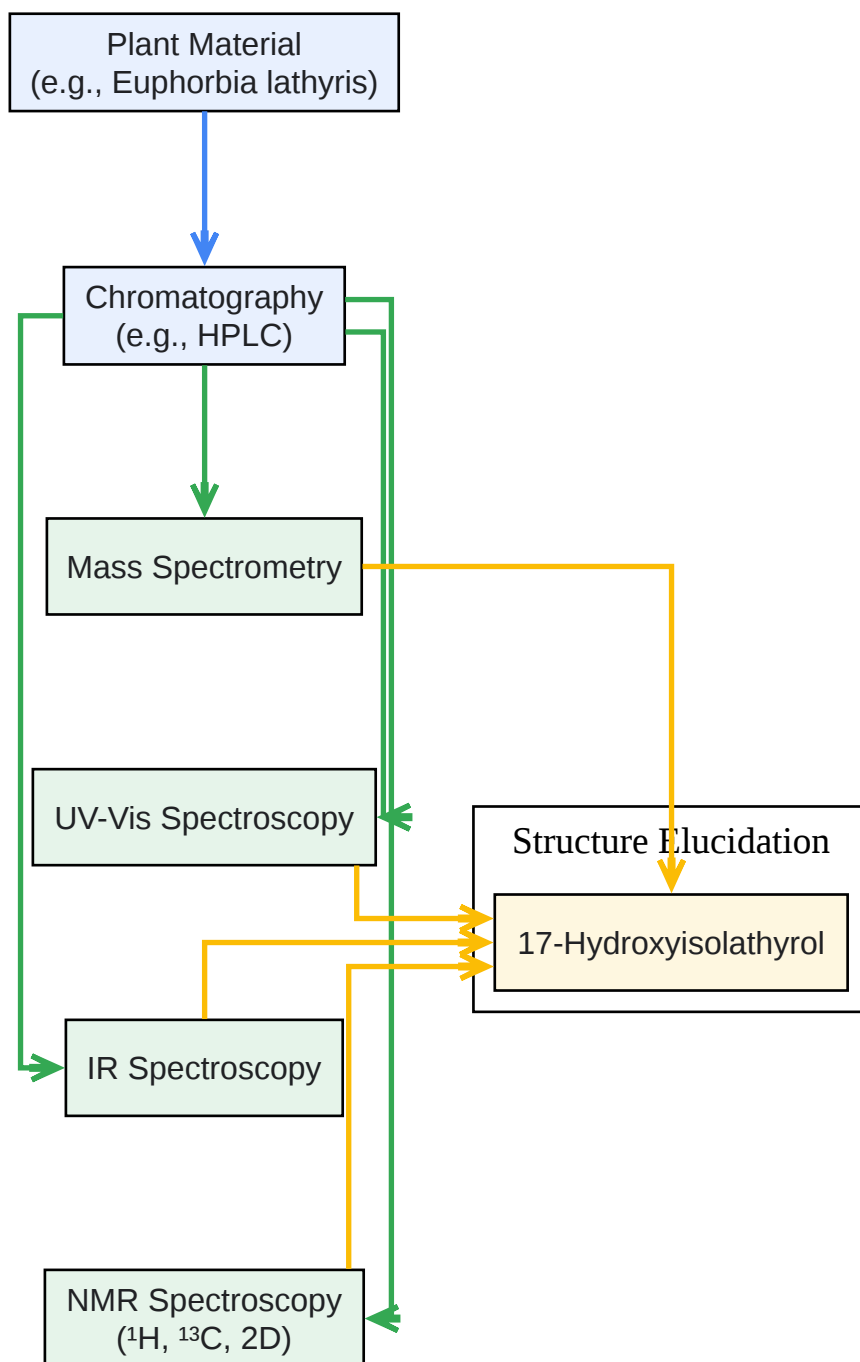 Plant Material
(e.g., Euphorbia lathyris)
Chromatography
(e.g., HPLC)
Mass Spectrometry
UV-Vis Spectroscopy
Structure Elucidation
17-Hydroxyisolathyrol
IR Spectroscopy
NMR Spectroscopy
(¹H, ¹³C, 2D)